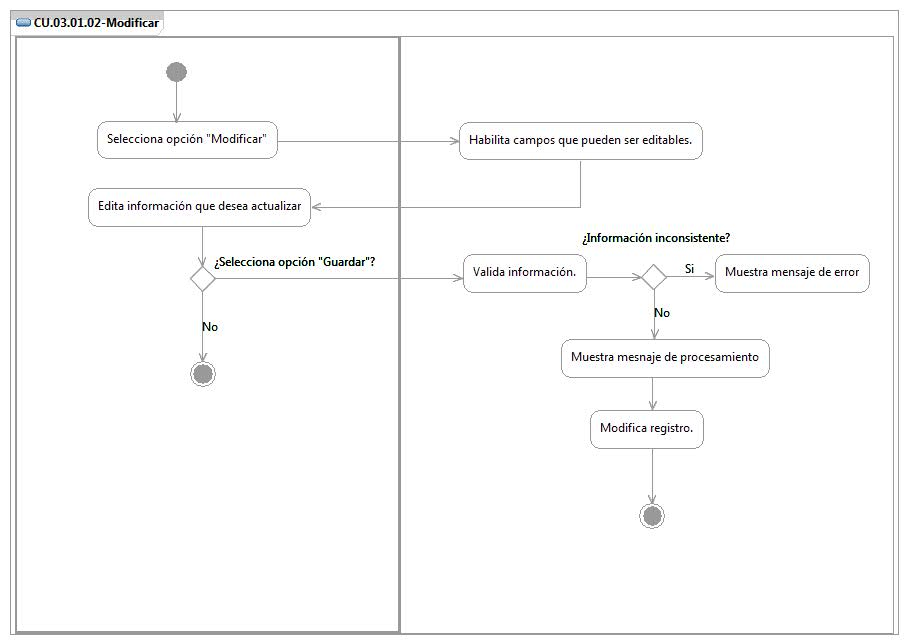 CU.03.01.02-Modificar
Selecciona opción "Modificar"
Habilita campos que pueden ser editables.
Edita información que desea actualizar
¿Selecciona opción "Guardar"?
¿Información inconsistente?
Valida información.
Si
Muestra mensaje de error
No
No
Muestra mesnaje de procesamiento
Modifica registro.